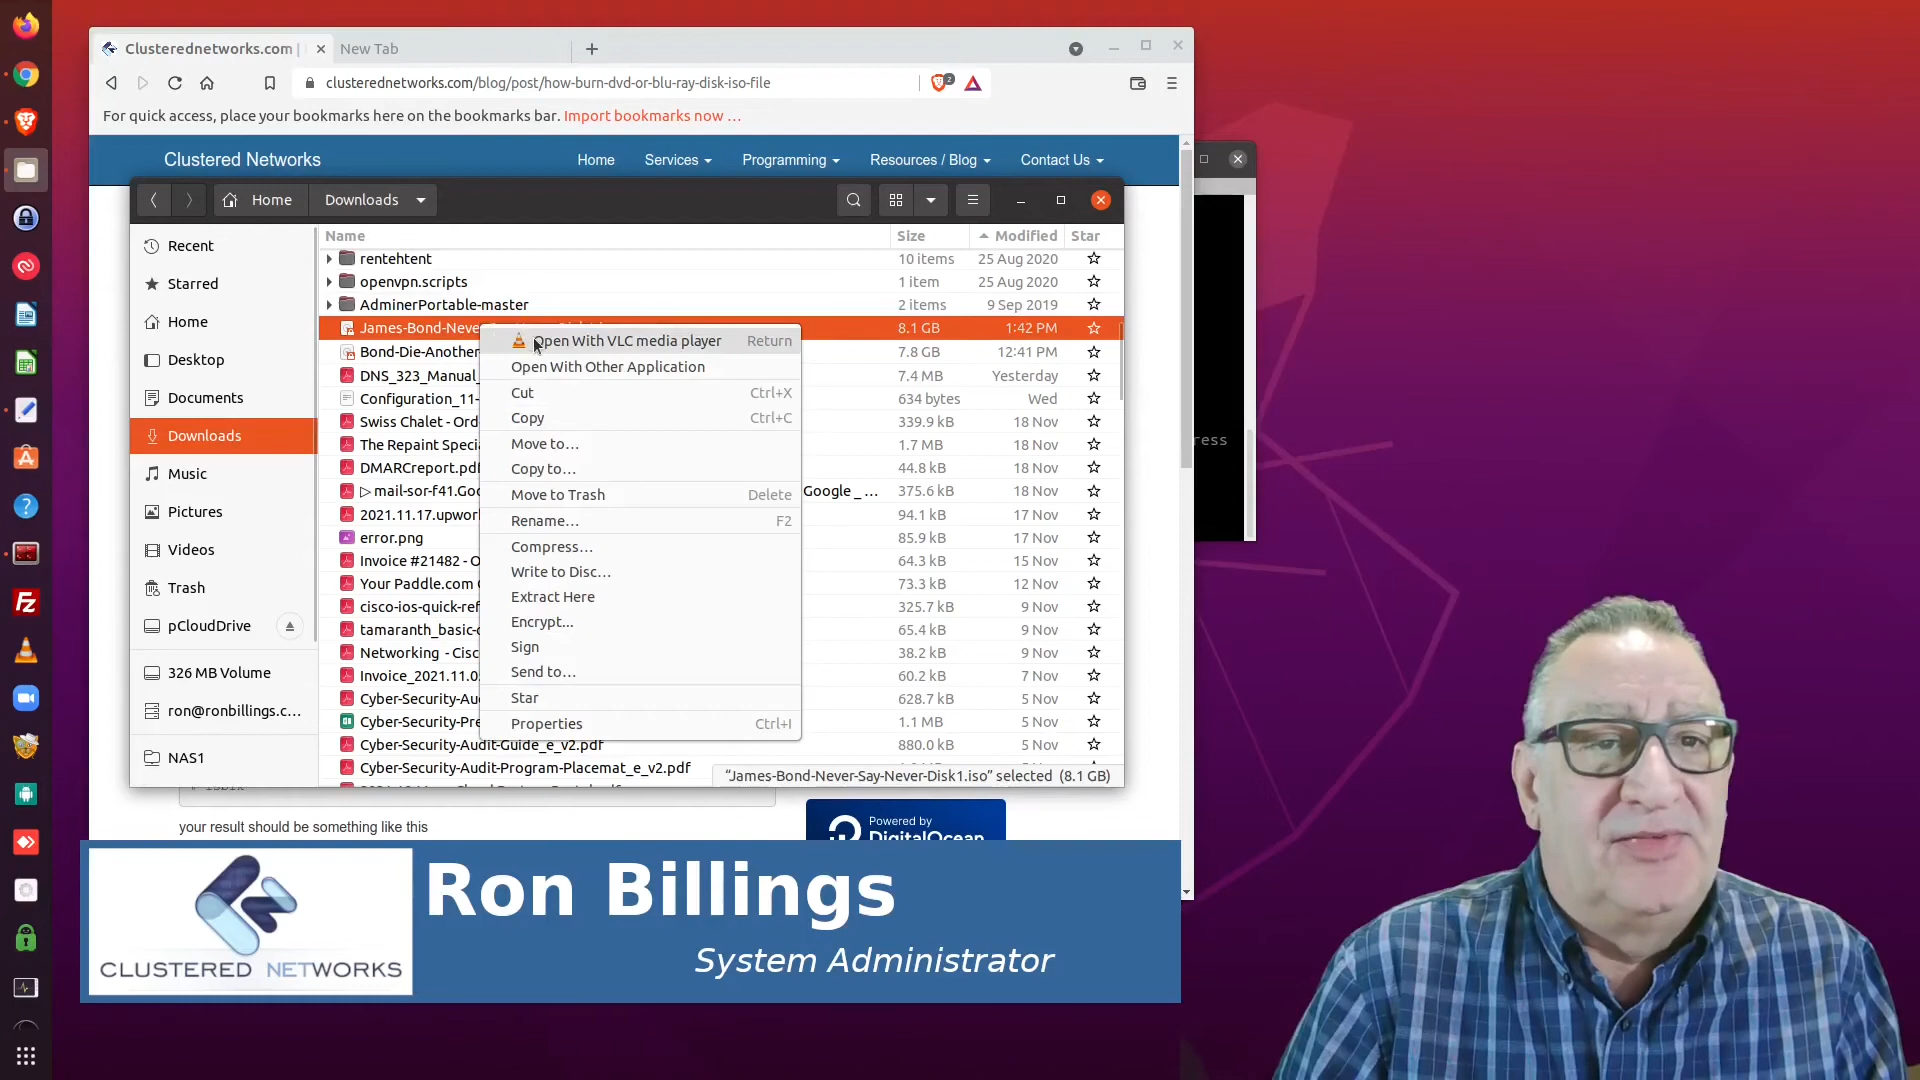 Clusterednetworks.com |
New Tab
clusterednetworks.com/blog/post/how-burn-dvd-or-blu-ray-disk-iso-file
2
For quick access, place your bookmarks here on the bookmarks bar. Import bookmarks now …
Clustered Networks
Home
Services
Programming
Resources / Blog
Contact Us
Home
Downloads
Recent
Starred
Home
Desktop
Documents
Downloads
Music
Pictures
Videos
Trash
pCloudDrive
326 MB Volume
ron@ronbillings.c...
NAS1
Name Size Modified Star
rentehtent 10 items 25 Aug 2020
openvpn.scripts 1 item 25 Aug 2020
AdminerPortable-master 2 items 9 Sep 2019
James-Bond-Neve 8.1 GB 1:42 PM
Bond-Die-Another 7.8 GB 12:41 PM
DNS_323_Manual_ 7.4 MB Yesterday
Configuration_11- 634 bytes Wed
Swiss Chalet - Ord 339.9 kB 18 Nov
The Repaint Specia 1.7 MB 18 Nov
DMARCreport.pdf 44.8 kB 18 Nov
▷ mail-sor-f41.Goo Google _ … 375.6 kB 18 Nov
2021.11.17.upwor 94.1 kB 17 Nov
error.png 85.9 kB 17 Nov
Invoice #21482 - O 64.3 kB 15 Nov
Your Paddle.com 73.3 kB 12 Nov
cisco-ios-quick-ref 325.7 kB 9 Nov
tamaranth_basic- 65.4 kB 9 Nov
Networking - Cisc 38.2 kB 9 Nov
Invoice_2021.11.0 60.2 kB 7 Nov
Cyber-Security-Au 628.7 kB 5 Nov
Cyber-Security-Pre 1.1 MB 5 Nov
Cyber-Security-Audit-Guide_e_v2.pdf 880.0 kB 5 Nov
Cyber-Security-Audit-Program-Placemat_e_v2.pdf
Open With VLC media player Return
Open With Other Application
Cut Ctrl+X
Copy Ctrl+C
Move to…
Copy to…
Move to Trash Delete
Rename… F2
Compress…
Write to Disc…
Extract Here
Encrypt...
Sign
Send to…
Star
Properties Ctrl+I
"James-Bond-Never-Say-Never-Disk1.iso" selected (8.1 GB)
ress
your result should be something like this
Powered by
DigitalOcean
CLUSTERED NETWORKS
Ron Billings
System Administrator